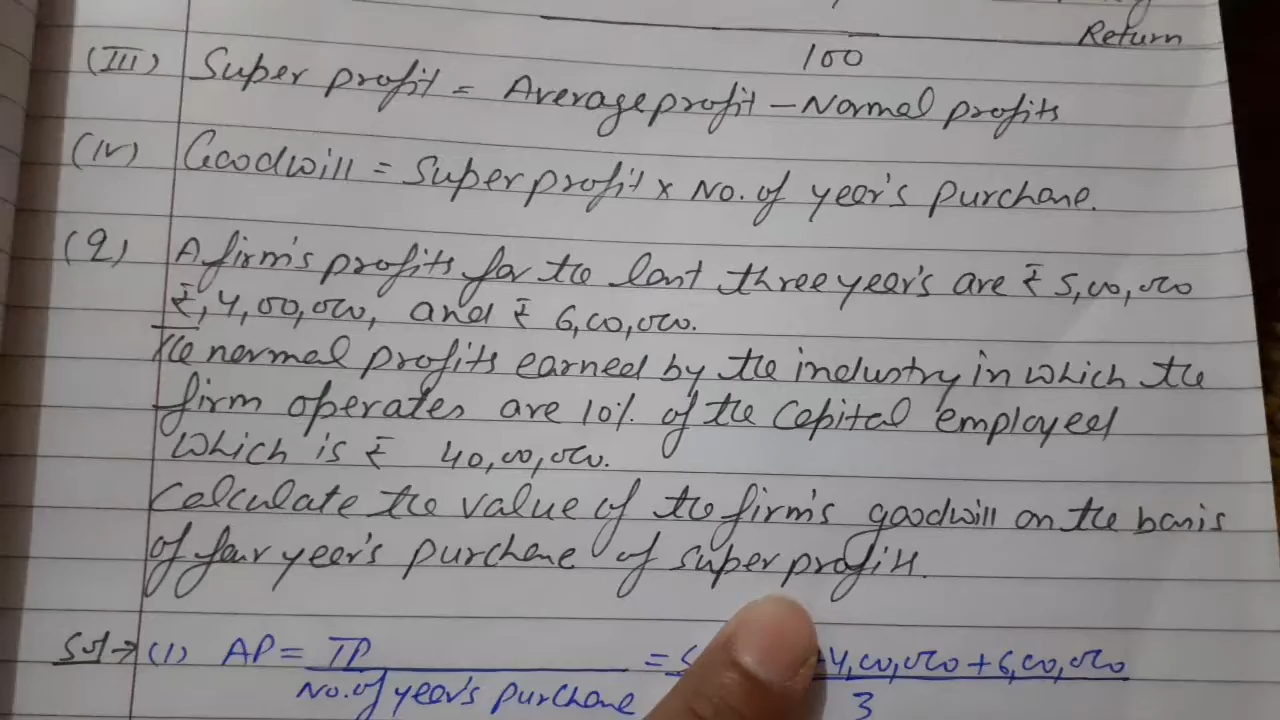 Return
100
(III) Super profit = Average profit - Normal profits
(IV) Goodwill = Super profit × No. of year's purchase.
(2) A firm's profits for the last three year's are ₹ 5,00,000
₹, 4,00,000, and ₹ 6,00,000.
The normal profits earned by the industry in which the
firm operates are 10% of the capital employed
which is ₹ 40,00,000.
Calculate the value of the firm's goodwill on the basis
of four year's purchase of super profit.
Sol → (1) AP = TP = +4,00,000 + 6,00,000
No. of year's purchase 3